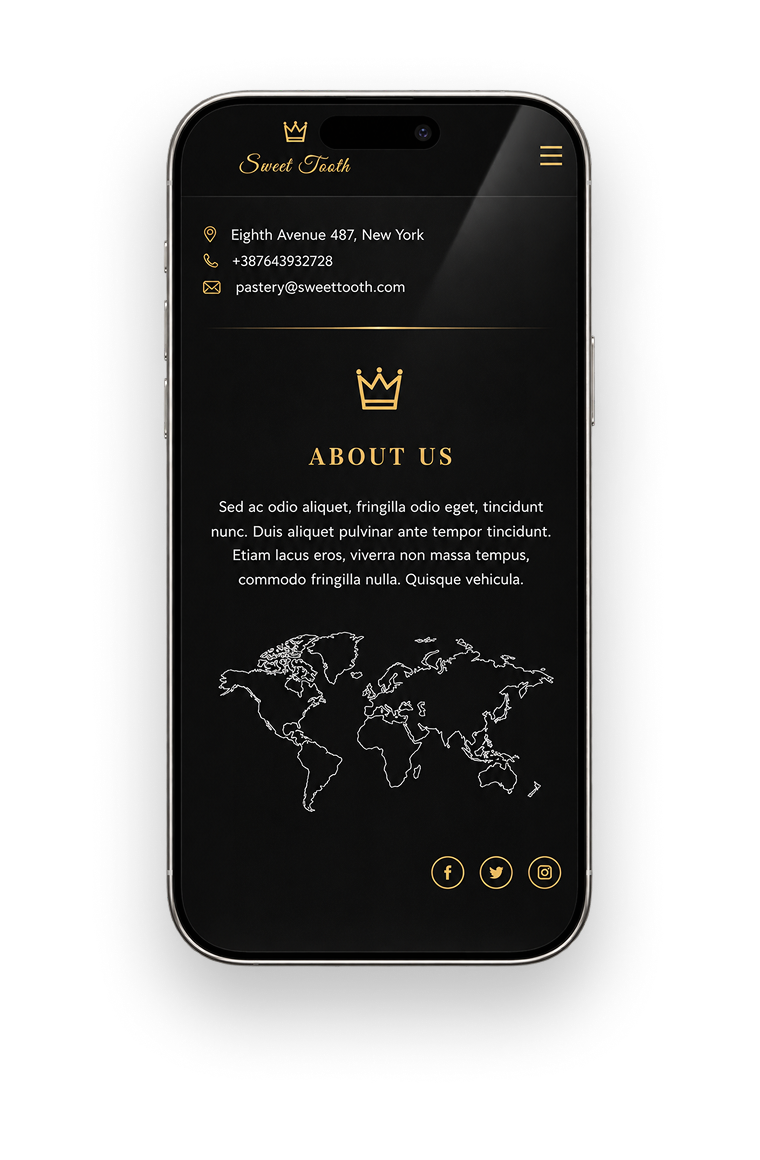 Sweet Tooth
Eighth Avenue 487, New York
+387643932728
pastery@sweettooth.com
ABOUT US
Sed ac odio aliquet, fringilla odio eget, tincidunt
nunc. Duis aliquet pulvinar ante tempor tincidunt.
Etiam lacus eros, viverra non massa tempus,
commodo fringilla nulla. Quisque vehicula.